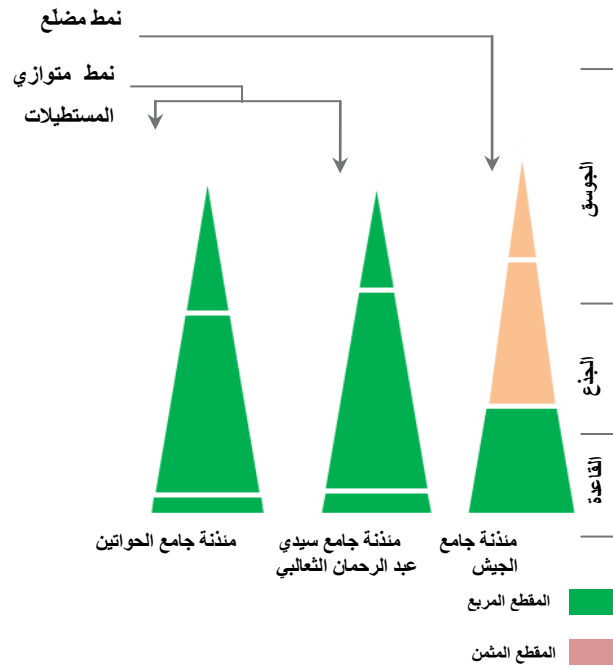 نمط مضلّع
نمط متوازي
المستطيلات
الجوسق
الجذع
القاعدة
مئذنة جامع
الجيش
مئذنة جامع سيدي
عبد الرحمان الثعالبي
مئذنة جامع الحواتين
المقطع المربع
المقطع المثمن